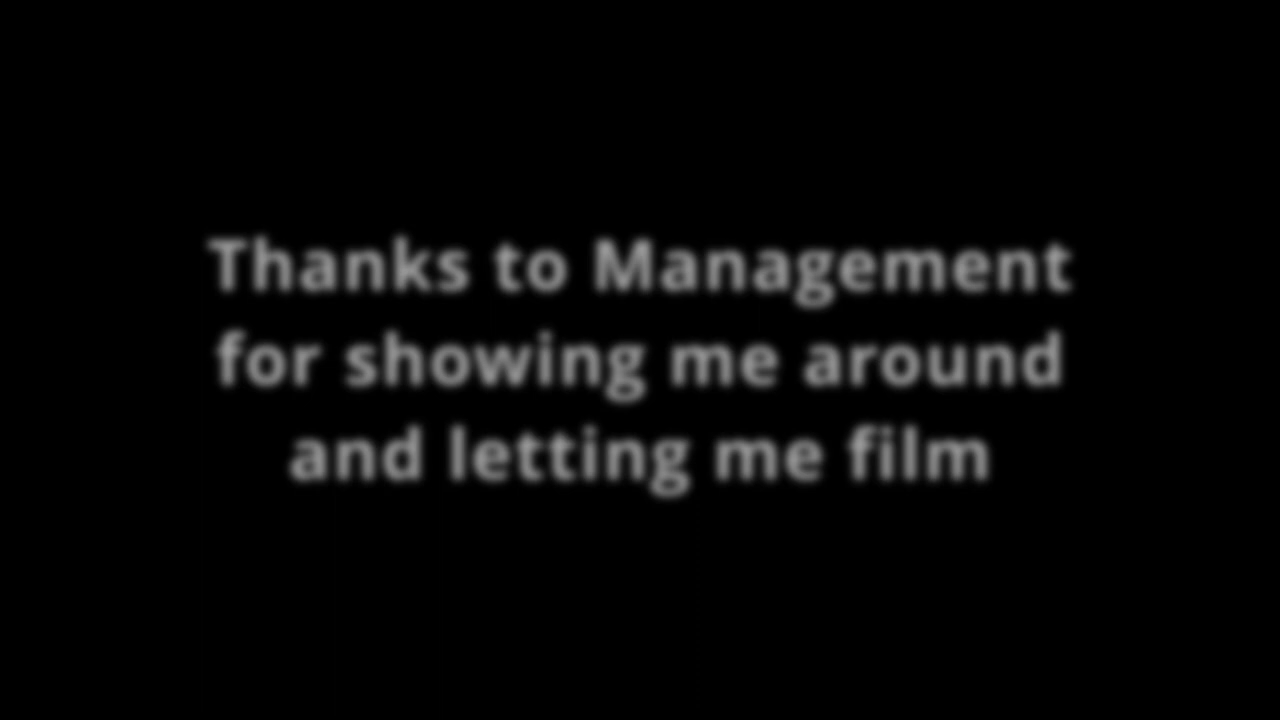 Thanks to Management
for showing me around
and letting me film